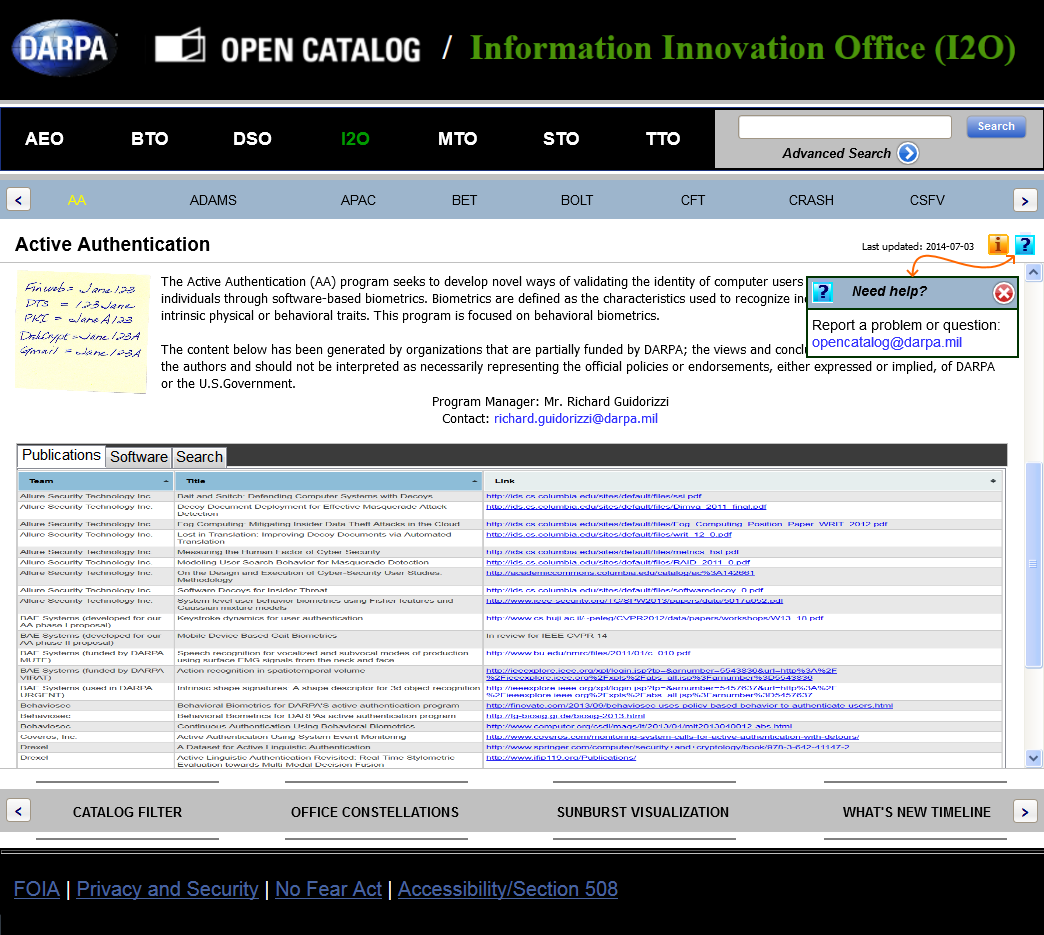 DARPA OPEN CATALOG / Information Innovation Office (I2O)
AEO BTO DSO I2O MTO STO TTO
Search
Advanced Search
< AA ADAMS APAC BET BOLT CFT CRASH CSFV >
Active Authentication
Last updated: 2014-07-03 i ?
Finweb = Jane123
DTS = 123Jane
PKI = JaneA123
DiskCrypt = Jane123A
Gmail = Jane123A
The Active Authentication (AA) program seeks to develop novel ways of validating the identity of computer users
individuals through software-based biometrics. Biometrics are defined as the characteristics used to recognize
intrinsic physical or behavioral traits. This program is focused on behavioral biometrics.
? Need help?
Report a problem or question:
opencatalog@darpa.mil
The content below has been generated by organizations that are partially funded by DARPA; the views and
the authors and should not be interpreted as necessarily representing the official policies or endorsements, either expressed or implied, of DARPA
or the U.S.Government.
Program Manager: Mr. Richard Guidorizzi
Contact: richard.guidorizzi@darpa.mil
Publications Software Search
Team Title Link
Allure Security Technology Inc. Bait and Snitch: Defending Computer Systems with Decoys http://ids.cs.columbia.edu/sites/default/files/ssi.pdf
Allure Security Technology Inc. Decoy Document Deployment for Effective Masquerade Attack http://ids.cs.columbia.edu/sites/default/files/Dimva_2011_final.pdf
Detection
Allure Security Technology Inc. Fog Computing: Mitigating Insider Data Theft Attacks in the Cloud http://ids.cs.columbia.edu/sites/default/files/Fog_Computing_Position_Paper_WRIT_2012.pdf
Allure Security Technology Inc. Lost in Translation: Improving Decoy Documents via Automated http://ids.cs.columbia.edu/sites/default/files/writ_12_0.pdf
Translation
Allure Security Technology Inc. Measuring the Human Factor of Cyber Security http://ids.cs.columbia.edu/sites/default/files/metrics_hst.pdf
Allure Security Technology Inc. Modeling User Search Behavior for Masquerade Detection http://ids.cs.columbia.edu/sites/default/files/RAID_2011_0.pdf
Allure Security Technology Inc. On the Design and Execution of Cyber-Security User Studies: http://academiccommons.columbia.edu/catalog/ac%3A142661
Methodology
Allure Security Technology Inc. Software Decoys for Insider Threat http://ids.cs.columbia.edu/sites/default/files/softwaredecoy_0.pdf
Allure Security Technology Inc. System level user behavior biometrics using Fisher features and http://www.ieee-security.org/TC/SPW2013/papers/data/5017a052.pdf
Gaussian mixture models
BAE Systems (developed for our Keystroke dynamics for user authentication http://www.cs.huji.ac.il/~peleg/CVPR2012/data/papers/workshops/W13_18.pdf
AA phase I proposal)
BAE Systems (developed for our Mobile Device Based Gait Biometrics In review for IEEE CVPR 14
AA phase II proposal)
BAE Systems (funded by DARPA Speech recognition for vocalized and subvocal modes of production http://www.bu.edu/nmrc/files/2011/01/c_010.pdf
MUTE) using surface EMG signals from the neck and face
BAE Systems (funded by DARPA Action recognition in spatiotemporal volume http://ieeexplore.ieee.org/xpl/login.jsp?tp=&arnumber=5543830&url=http%3A%2F
VIRAT) %2Fieeexplore.ieee.org%2Fxpls%2Fabs_all.jsp%3Farnumber%3D5543830
BAE Systems (used in DARPA Intrinsic shape signatures: A shape descriptor for 3d object recognition http://ieeexplore.ieee.org/xpl/login.jsp?tp=&arnumber=5457637&url=http%3A%2F
URGENT) %2Fieeexplore.ieee.org%2Fxpls%2Fabs_all.jsp%3Farnumber%3D5457637
Behaviosec Behavioral Biometrics for DARPA'S active authentication program http://finovate.com/2013/09/behaviosec-uses-policy-based-behavior-to-authenticate-users.html
Behaviosec Behavioral Biometrics for DARPAs active authentication program http://fg-biosig.gi.de/biosig-2013.html
Behaviosec Continuous Authentication Using Behavioral Biometrics http://www.computer.org/csdl/mags/it/2013/04/mit2013040012-abs.html
Coveros, Inc. Active Authentication Using System Event Monitoring http://www.coveros.com/monitoring-system-calls-for-active-authentication-with-detours/
Drexel A Dataset for Active Linguistic Authentication http://www.springer.com/computer/security+and+cryptology/book/978-3-642-41147-2
Drexel Active Linguistic Authentication Revisited: Real-Time Stylometric http://www.ifip119.org/Publications/
Evaluation towards Multi-Modal Decision Fusion
< CATALOG FILTER OFFICE CONSTELLATIONS SUNBURST VISUALIZATION WHAT'S NEW TIMELINE >
FOIA | Privacy and Security | No Fear Act | Accessibility/Section 508